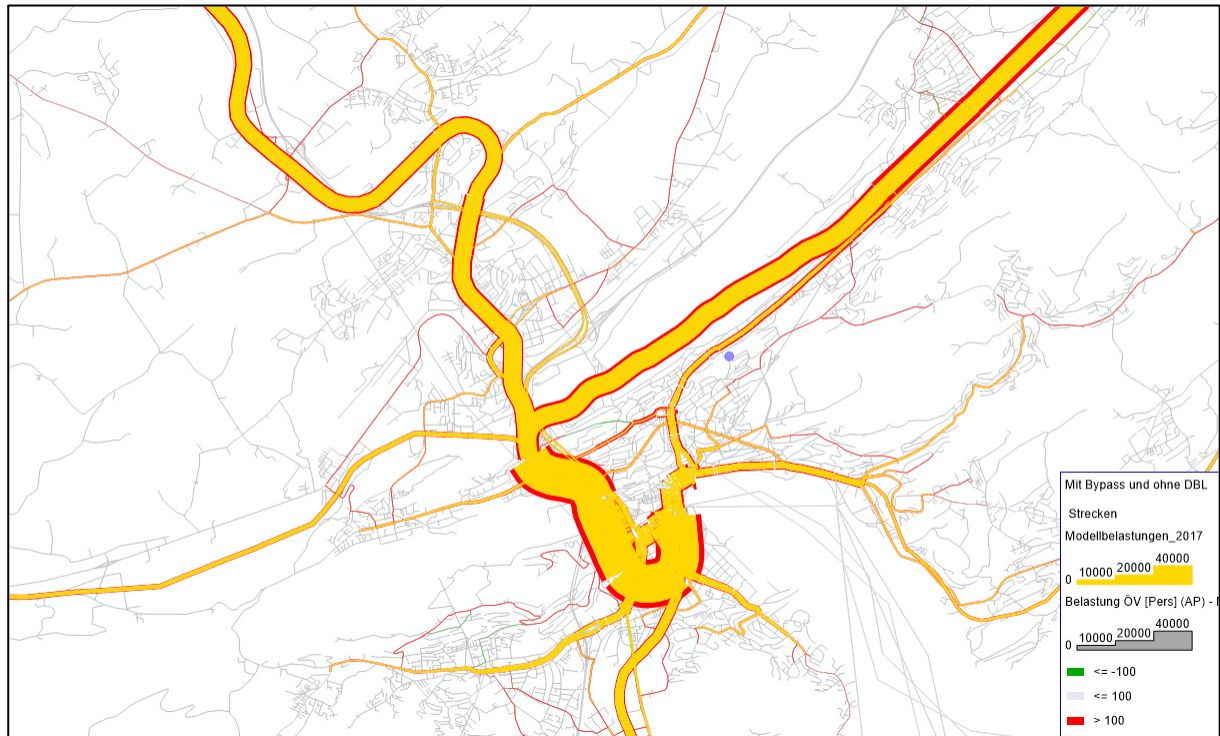 Mit Bypass und ohne DBL
Strecken
Modellbelastungen_2017
0 10000 20000 40000
Belastung ÖV [Pers] (AP) -
0 10000 20000 40000
<= -100
<= 100
> 100